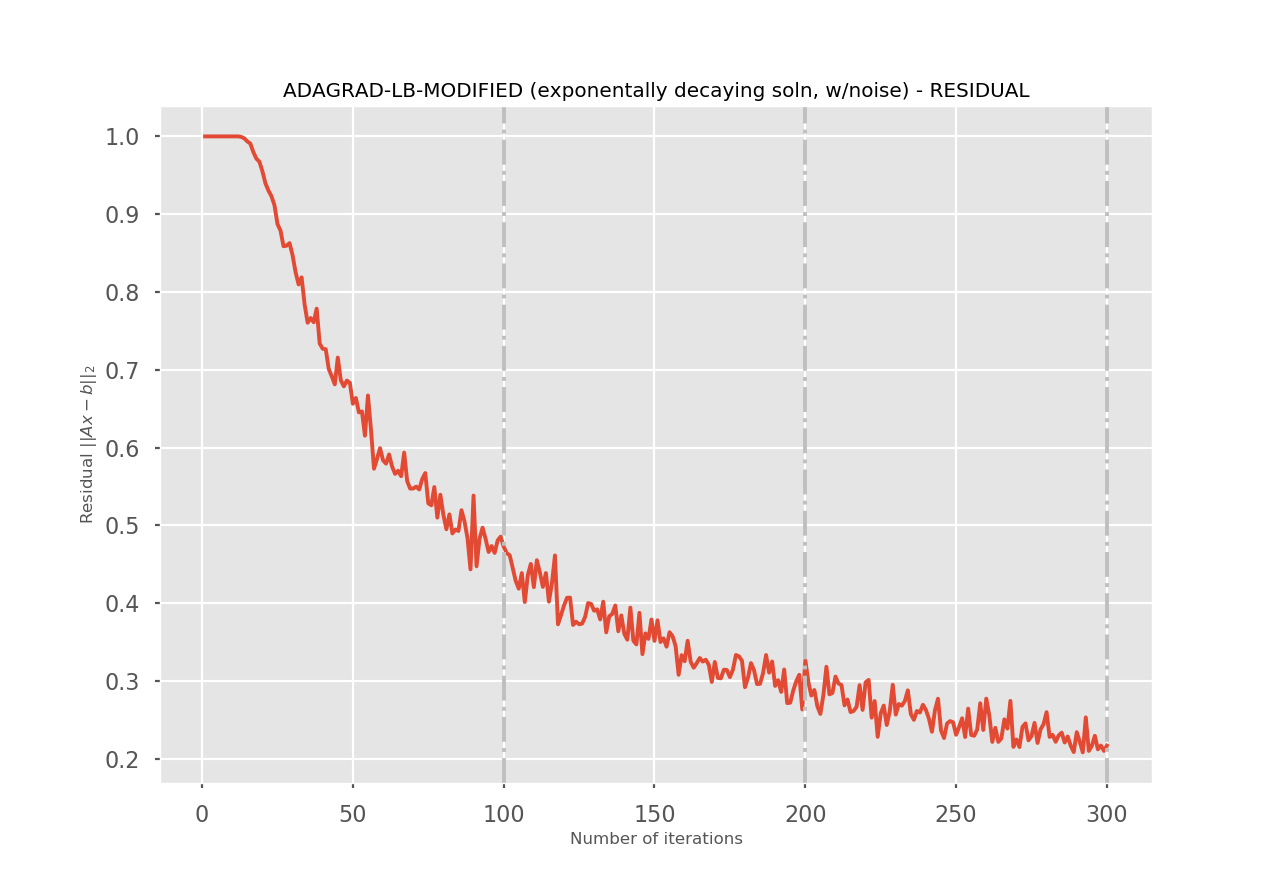 ADAGRAD-LB-MODIFIED (exponentially decaying soln, w/noise) - RESIDUAL
1.0
0.9
0.8
0.7
0.6
0.5
0.4
0.3
0.2
Residual ||Ax − b||₂
0 50 100 150 200 250 300
Number of iterations